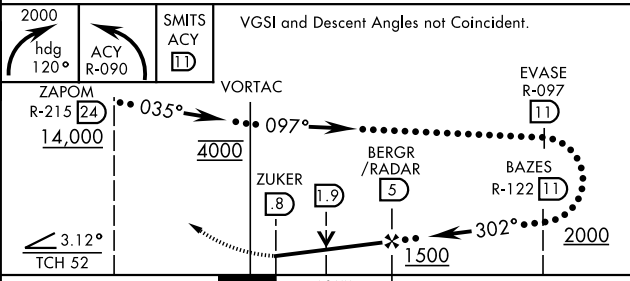 2000
hdg
120°
ACY
R-090
SMITS
ACY
11
VGSI and Descent Angles not Coincident.
ZAPOM
R-215 24
14,000
035°
VORTAC
4000
097°
EVASE
R-097
11
BERGR
/RADAR
5
ZUKER
.8
1.9
BAZES
R-122 11
302°
2000
1500
3.12°
TCH 52